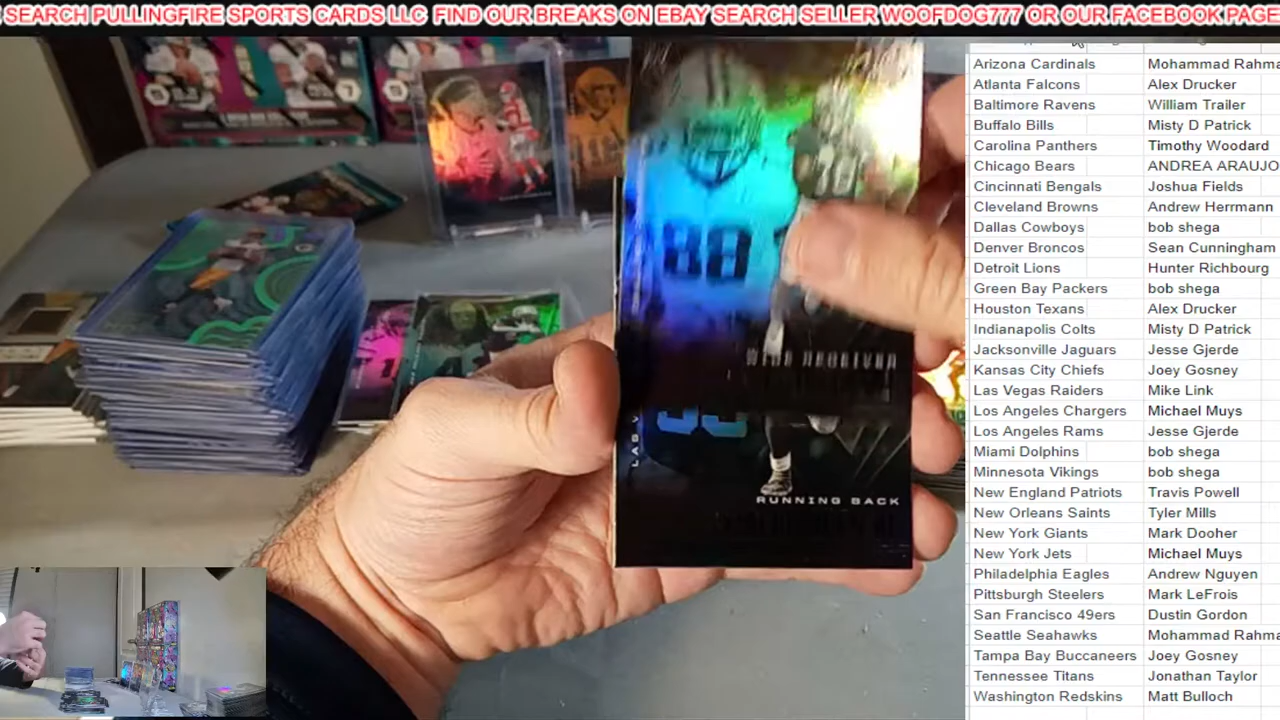 SEARCH PULLINGFIRE SPORTS CARDS LLC FIND OUR BREAKS ON EBAY SEARCH SELLER WOOFDOG777 OR OUR FACEBOOK PAGE
Arizona Cardinals Mohammad Rahma
Atlanta Falcons Alex Drucker
Baltimore Ravens William Trailer
Buffalo Bills Misty D Patrick
Carolina Panthers Timothy Woodard
Chicago Bears ANDREA ARAUJO
Cincinnati Bengals Joshua Fields
Cleveland Browns Andrew Herrmann
Dallas Cowboys bob shega
Denver Broncos Sean Cunningham
Detroit Lions Hunter Richbourg
Green Bay Packers bob shega
Houston Texans Alex Drucker
Indianapolis Colts Misty D Patrick
Jacksonville Jaguars Jesse Gjerde
Kansas City Chiefs Joey Gosney
Las Vegas Raiders Mike Link
Los Angeles Chargers Michael Muys
Los Angeles Rams Jesse Gjerde
Miami Dolphins bob shega
Minnesota Vikings bob shega
New England Patriots Travis Powell
New Orleans Saints Tyler Mills
New York Giants Mark Dooher
New York Jets Michael Muys
Philadelphia Eagles Andrew Nguyen
Pittsburgh Steelers Mark LeFrois
San Francisco 49ers Dustin Gordon
Seattle Seahawks Mohammad Rahma
Tampa Bay Buccaneers Joey Gosney
Tennessee Titans Jonathan Taylor
Washington Redskins Matt Bulloch
88
WIDE RECEIVER
LAS V
RUNNING BACK